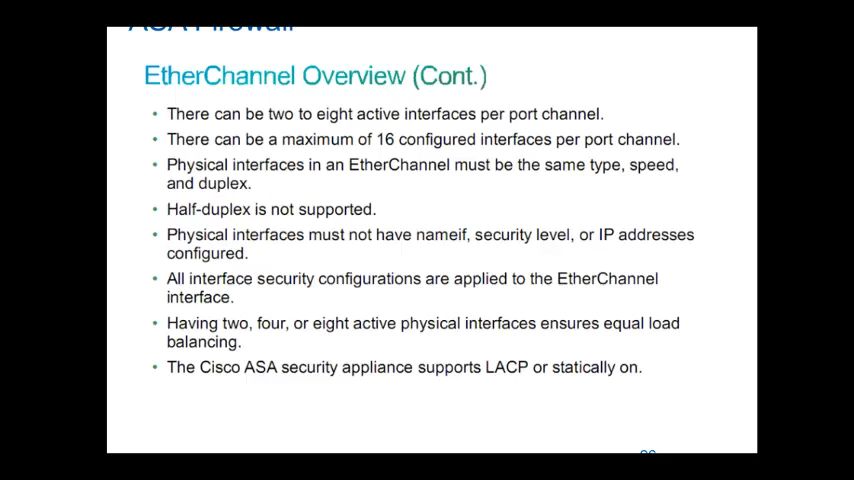 ASA Firewall
EtherChannel Overview (Cont.)
• There can be two to eight active interfaces per port channel.
• There can be a maximum of 16 configured interfaces per port channel.
• Physical interfaces in an EtherChannel must be the same type, speed,
and duplex.
• Half-duplex is not supported.
• Physical interfaces must not have nameif, security level, or IP addresses
configured.
• All interface security configurations are applied to the EtherChannel
interface.
• Having two, four, or eight active physical interfaces ensures equal load
balancing.
• The Cisco ASA security appliance supports LACP or statically on.